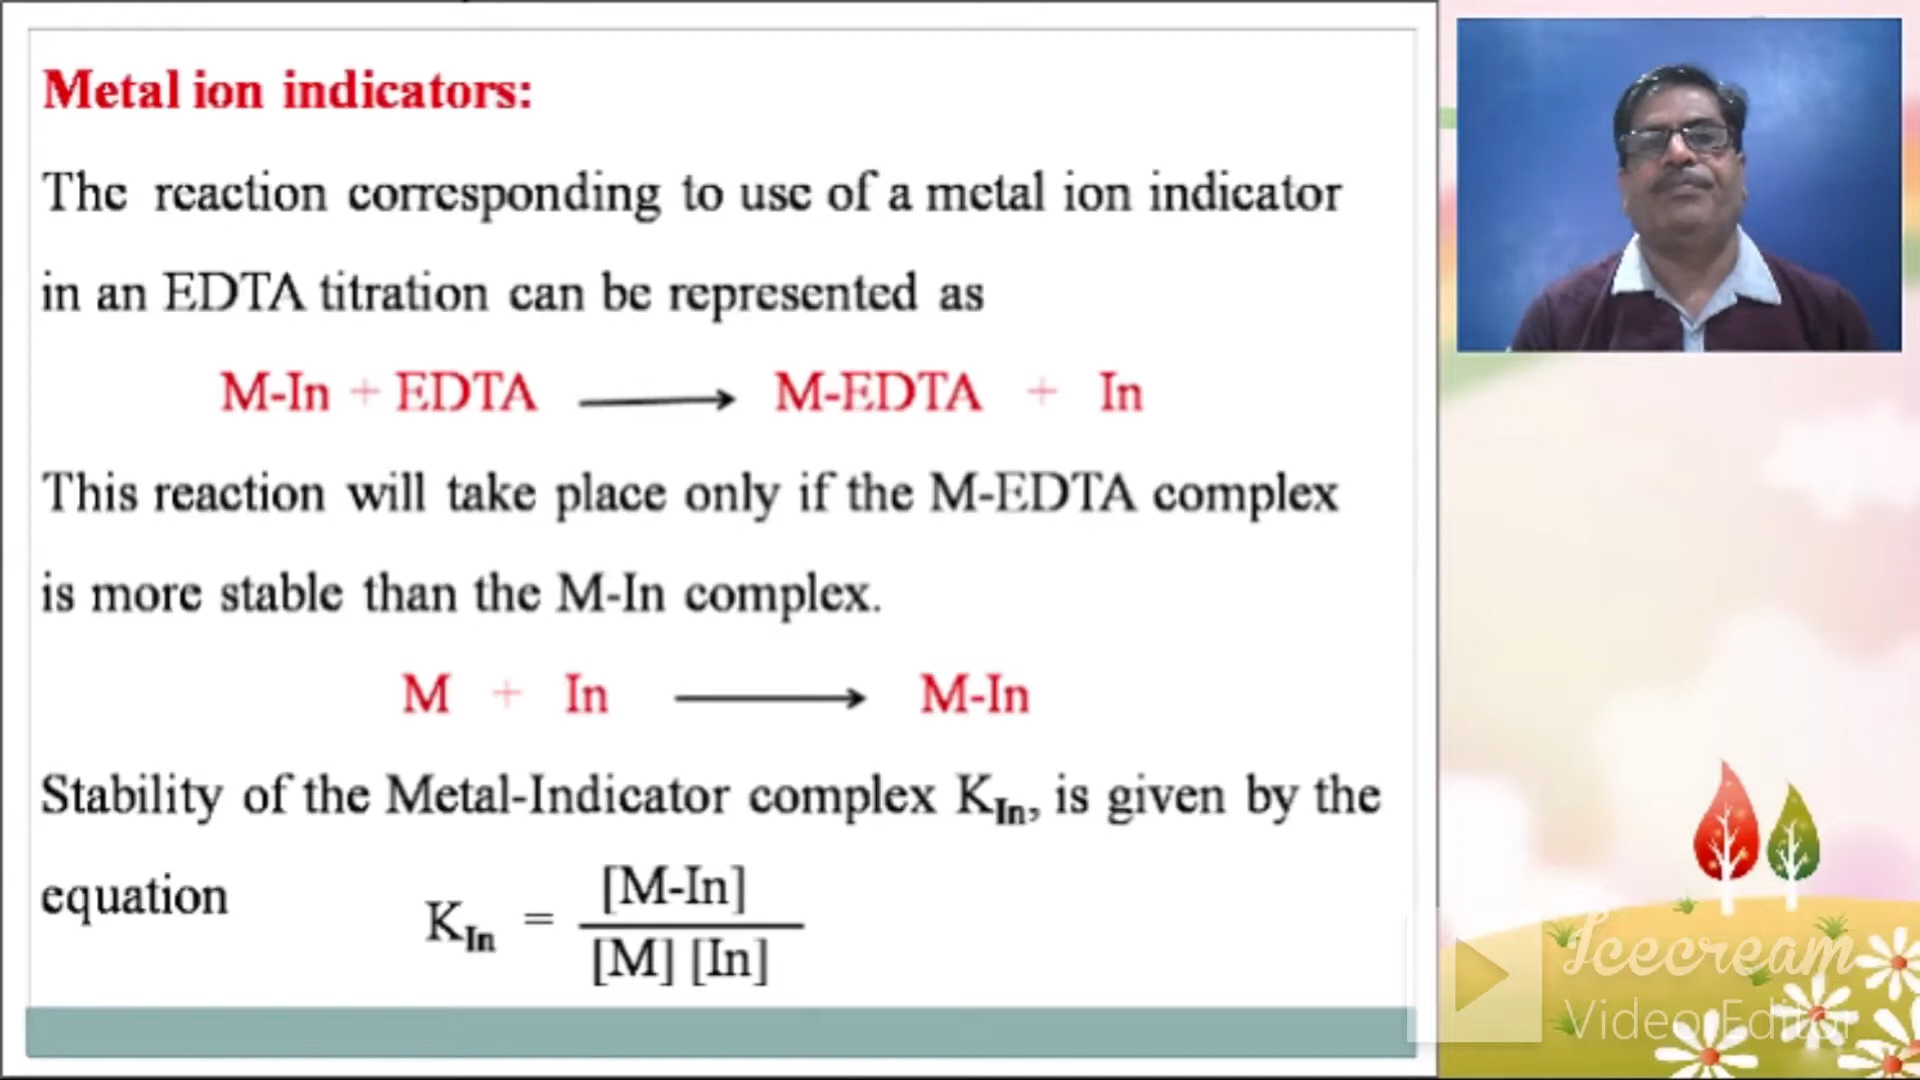 Metal ion indicators:
The reaction corresponding to use of a metal ion indicator
in an EDTA titration can be represented as
M-In + EDTA ⟶ M-EDTA + In
This reaction will take place only if the M-EDTA complex
is more stable than the M-In complex.
M + In ⟶ M-In
Stability of the Metal-Indicator complex K_In, is given by the
equation
K_In = [M-In]
[M] [In]
Icecream
Video Editor